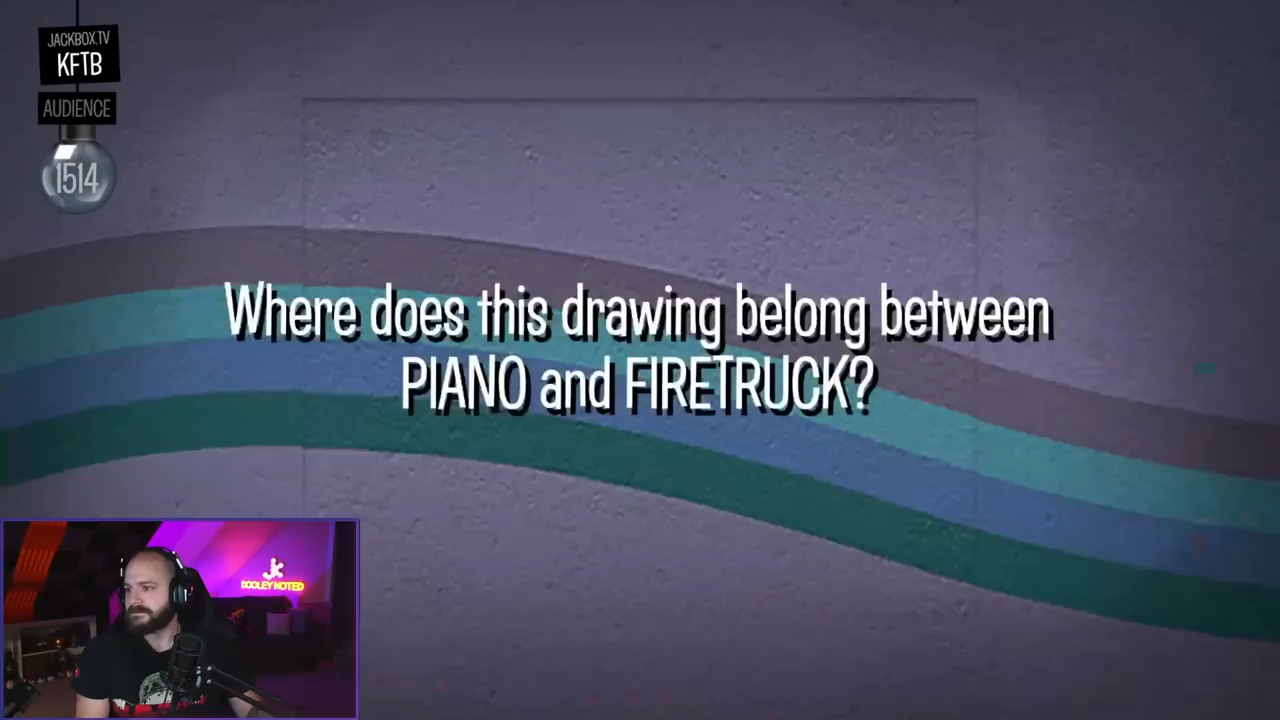 JACKBOX.TV
KFTB
AUDIENCE
1514
Where does this drawing belong between
PIANO and FIRETRUCK?
DOOLEY NOTED